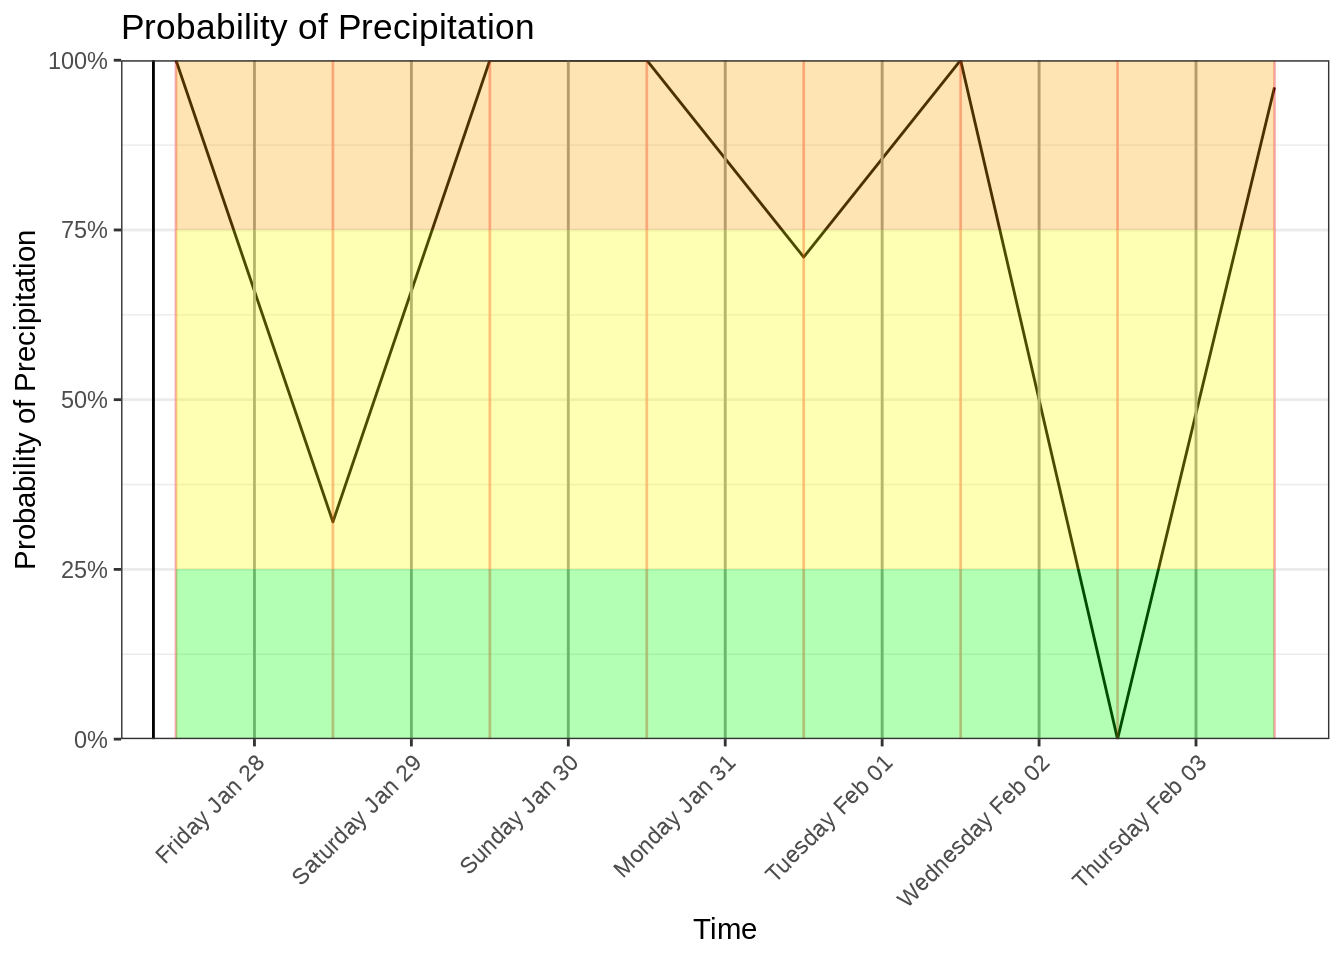 Probability of Precipitation
Probability of Precipitation
100%
75%
50%
25%
0%
Friday Jan 28
Saturday Jan 29
Sunday Jan 30
Monday Jan 31
Tuesday Feb 01
Wednesday Feb 02
Thursday Feb 03
Time